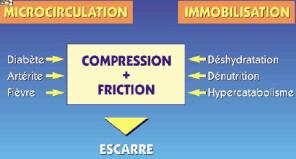 MICROCIRCULATION IMMOBILISATION
Diabète COMPRESSION Déshydratation
Artérite + Dénutrition
Fièvre FRICTION Hypercatabolisme
ESCARRE